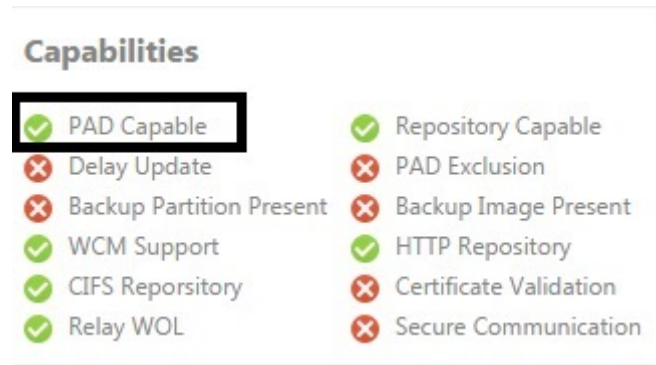 Capabilities
PAD Capable
Repository Capable
Delay Update
PAD Exclusion
Backup Partition Present
Backup Image Present
WCM Support
HTTP Repository
CIFS Reporsitory
Certificate Validation
Relay WOL
Secure Communication